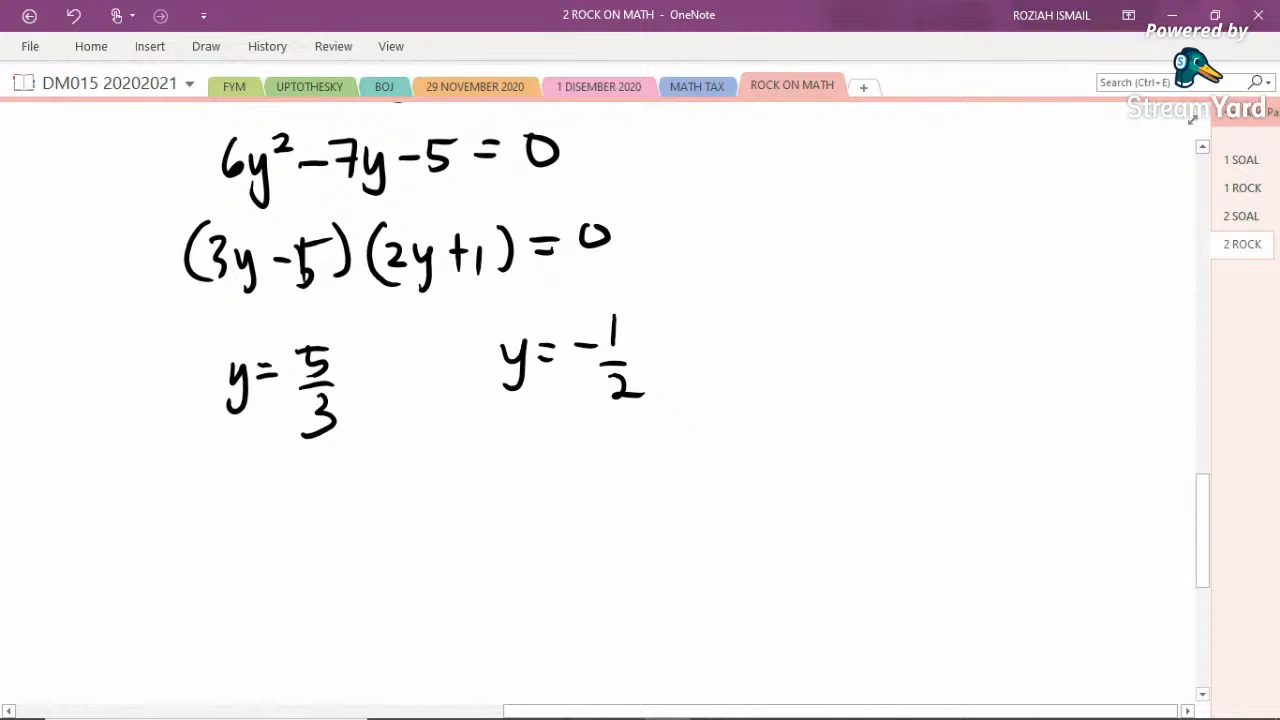 2 ROCK ON MATH - OneNote
ROZIAH ISMAIL
Powered by
StreamYard
File Home Insert Draw History Review View
DM015 20202021 FYM UPTOTHESKY BOJ 29 NOVEMBER 2020 1 DISEMBER 2020 MATH TAX ROCK ON MATH +
Search (Ctrl+E)
Pa
1 SOAL
1 ROCK
2 SOAL
2 ROCK
6y² - 7y - 5 = 0
(3y - 5)(2y + 1) = 0
y = 5/3 y = -1/2